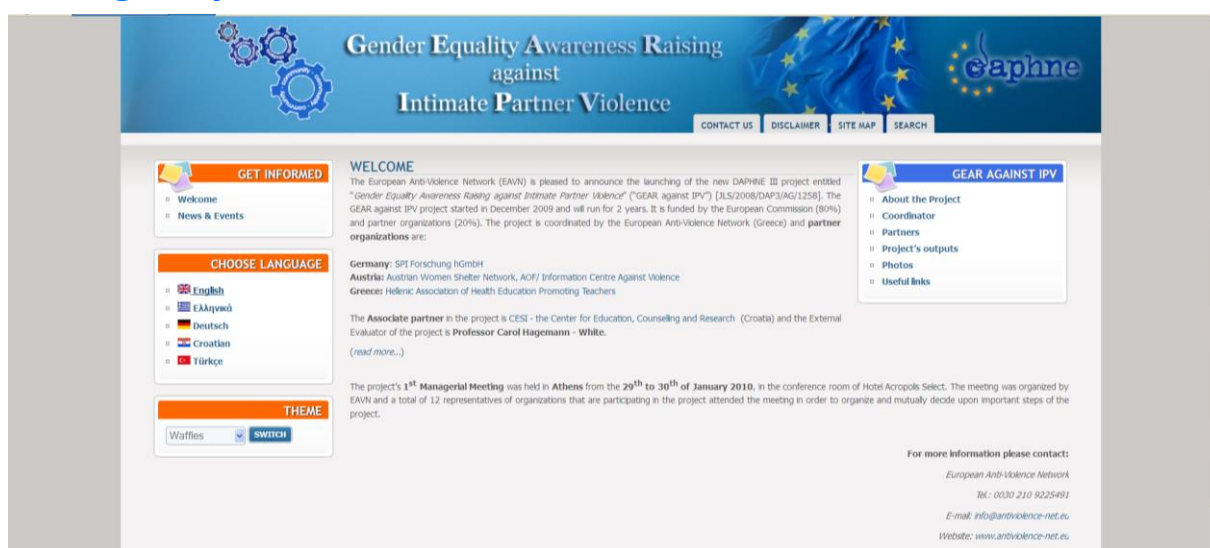 Gender Equality Awareness Raising
against
Intimate Partner Violence
daphne
CONTACT US
DISCLAIMER
SITE MAP
SEARCH
GET INFORMED
Welcome
News & Events
CHOOSE LANGUAGE
English
Ελληνικά
Deutsch
Croatian
Türkçe
THEME
Waffles
SWITCH
WELCOME
The European Anti-Violence Network (EAVN) is pleased to announce the launching of the new DAPHNE III project entitled
"Gender Equality Awareness Raising against Intimate Partner Violence" ("GEAR against IPV") [JLS/2008/DAP3/AG/1258]. The
GEAR against IPV project started in December 2009 and will run for 2 years. It is funded by the European Commission (80%)
and partner organizations (20%). The project is coordinated by the European Anti-Violence Network (Greece) and partner
organizations are:
Germany: SPI Forschung hGmbH
Austria: Austrian Women Shelter Network, AOF/ Information Centre Against Violence
Greece: Hellenic Association of Health Education Promoting Teachers
The Associate partner in the project is CESI - the Center for Education, Counseling and Research (Croatia) and the External
Evaluator of the project is Professor Carol Hagemann - White.
(read more...)
The project's 1st Managerial Meeting was held in Athens from the 29th to 30th of January 2010, in the conference room of Hotel Acropolis Select. The meeting was organized by
EAVN and a total of 12 representatives of organizations that are participating in the project attended the meeting in order to organize and mutually decide upon important steps of the
project.
For more information please contact:
European Anti-Violence Network
Tel.: 0030 210 9225491
E-mail: info@antiviolence-net.eu
Website: www.antiviolence-net.eu
GEAR AGAINST IPV
About the Project
Coordinator
Partners
Project's outputs
Photos
Useful links